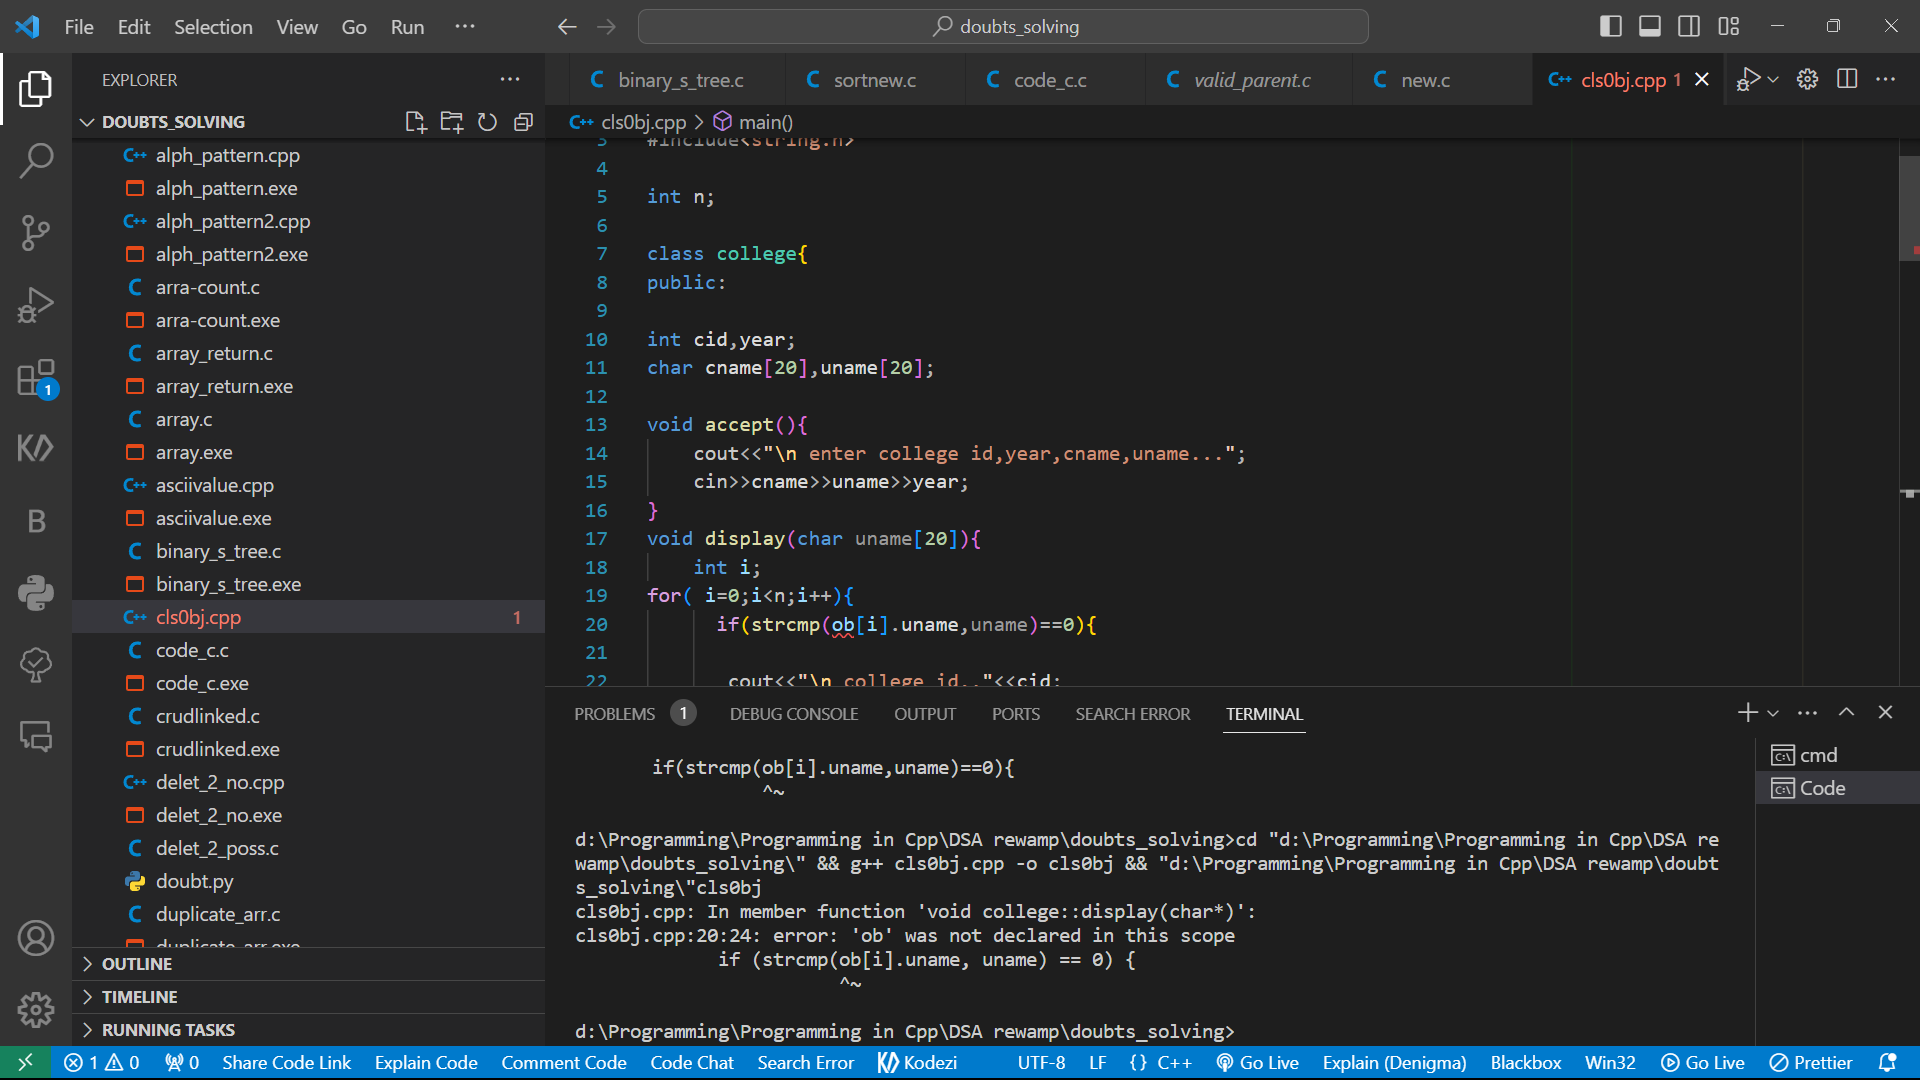 File Edit Selection View Go Run ···
doubts_solving
EXPLORER ···
DOUBTS_SOLVING
alph_pattern.cpp
alph_pattern.exe
alph_pattern2.cpp
alph_pattern2.exe
arra-count.c
arra-count.exe
array_return.c
array_return.exe
array.c
array.exe
asciivalue.cpp
asciivalue.exe
binary_s_tree.c
binary_s_tree.exe
cls0bj.cpp 1
code_c.c
code_c.exe
crudlinked.c
crudlinked.exe
delet_2_no.cpp
delet_2_no.exe
delet_2_poss.c
doubt.py
duplicate_arr.c
duplicate_arr.exe
OUTLINE
TIMELINE
RUNNING TASKS
1
B
C binary_s_tree.c C sortnew.c C code_c.c C valid_parent.c C new.c C++ cls0bj.cpp 1
C++ cls0bj.cpp > main()
3 #include<string.h>
4
5 int n;
6
7 class college{
8 public:
9
10 int cid,year;
11 char cname[20],uname[20];
12
13 void accept(){
14 cout<<"\n enter college id,year,cname,uname...";
15 cin>>cname>>uname>>year;
16 }
17 void display(char uname[20]){
18 int i;
19 for( i=0;i<n;i++){
20 if(strcmp(ob[i].uname,uname)==0){
21
22 cout<<"\n college id.."<<cid;
PROBLEMS 1 DEBUG CONSOLE OUTPUT PORTS SEARCH ERROR TERMINAL
cmd
Code
if(strcmp(ob[i].uname,uname)==0){
^~
d:\Programming\Programming in Cpp\DSA rewamp\doubts_solving>cd "d:\Programming\Programming in Cpp\DSA re
wamp\doubts_solving\" && g++ cls0bj.cpp -o cls0bj && "d:\Programming\Programming in Cpp\DSA rewamp\doubt
s_solving\"cls0bj
cls0bj.cpp: In member function 'void college::display(char*)':
cls0bj.cpp:20:24: error: 'ob' was not declared in this scope
if (strcmp(ob[i].uname, uname) == 0) {
^~
d:\Programming\Programming in Cpp\DSA rewamp\doubts_solving>
1 0 0 Share Code Link Explain Code Comment Code Code Chat Search Error Kodezi UTF-8 LF {} C++ Go Live Explain (Denigma) Blackbox Win32 Go Live Prettier